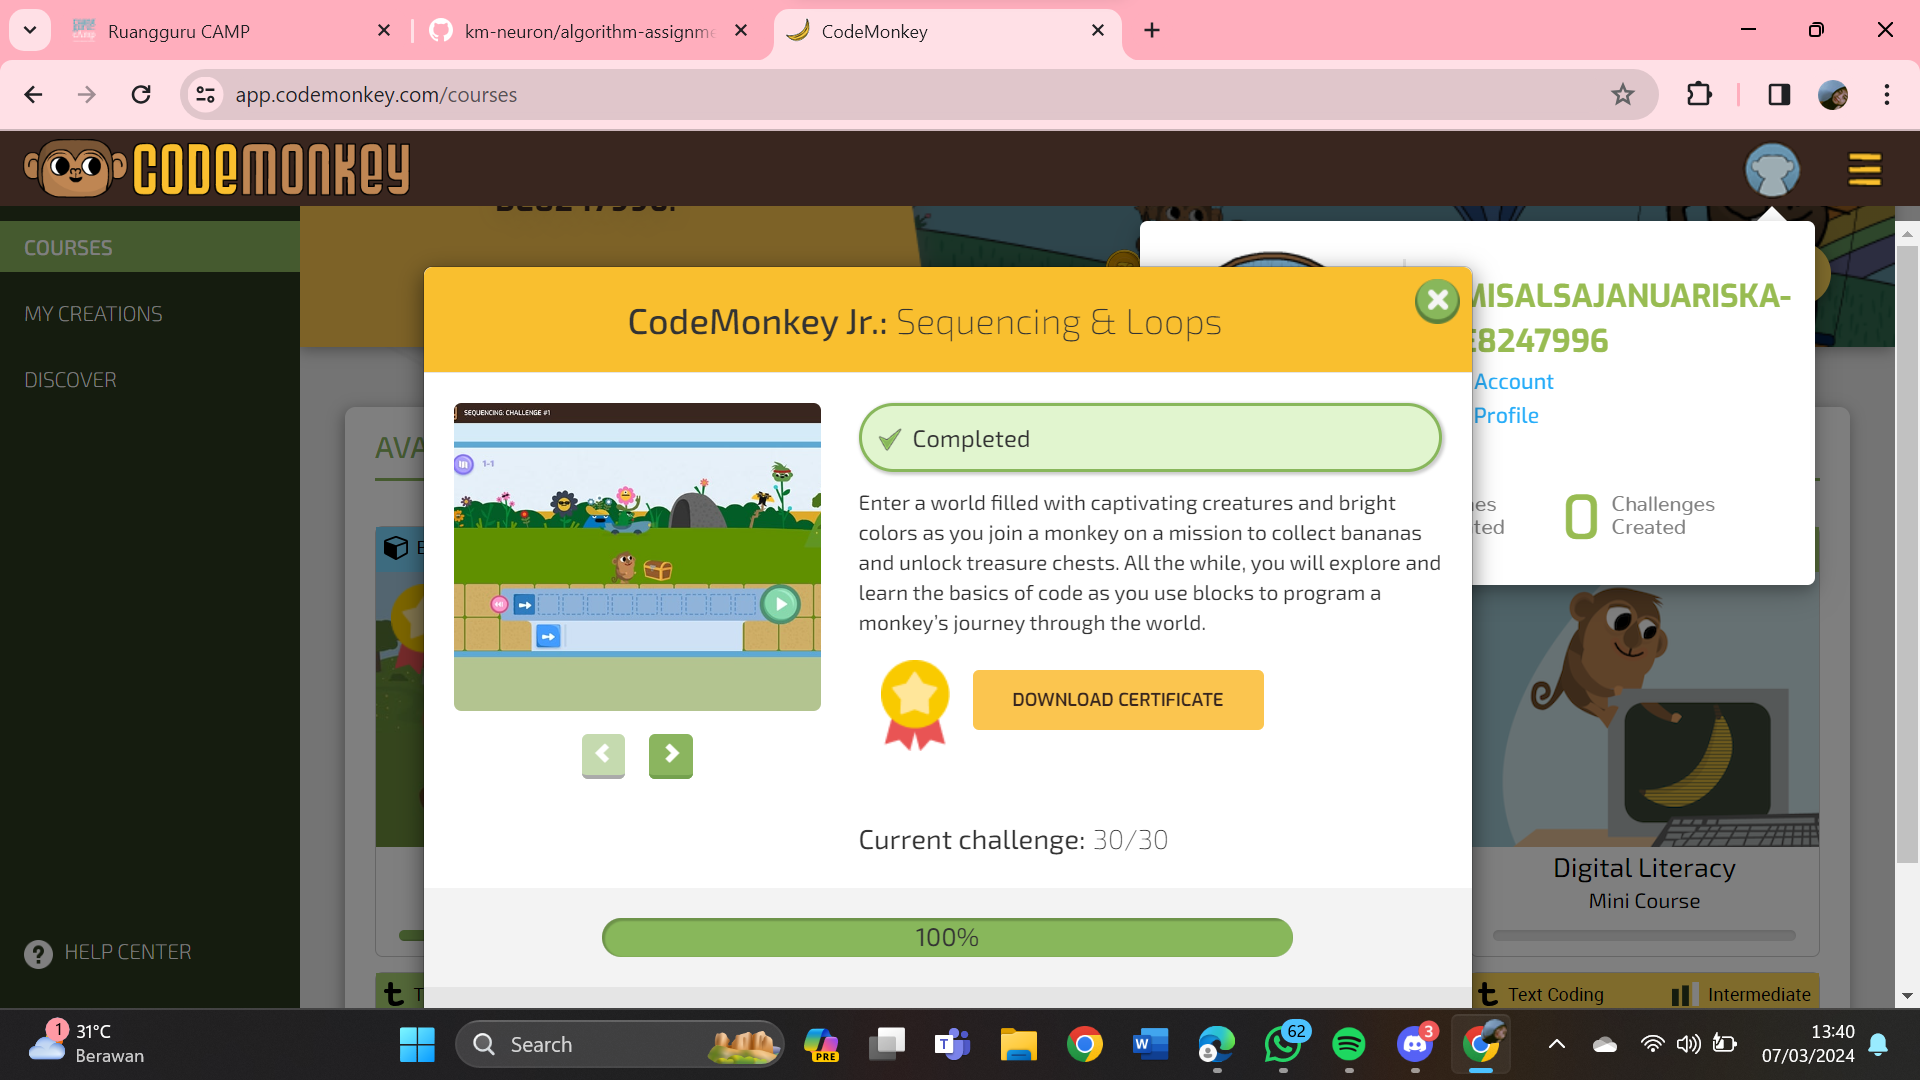 Ruangguru CAMP
km-neuron/algorithm-assignme
CodeMonkey
app.codemonkey.com/courses
CODEMONKEY
COURSES
MY CREATIONS
DISCOVER
HELP CENTER
MISALSAJANUARISKA-
E8247996
Account
Profile
0 Challenges
Created
CodeMonkey Jr.: Sequencing & Loops
SEQUENCING: CHALLENGE #1
1-1
Completed
Enter a world filled with captivating creatures and bright
colors as you join a monkey on a mission to collect bananas
and unlock treasure chests. All the while, you will explore and
learn the basics of code as you use blocks to program a
monkey's journey through the world.
DOWNLOAD CERTIFICATE
Current challenge: 30/30
100%
AVA
Digital Literacy
Mini Course
t Text Coding
Intermediate
1
31°C
Berawan
Search
PRE
62
3
13:40
07/03/2024